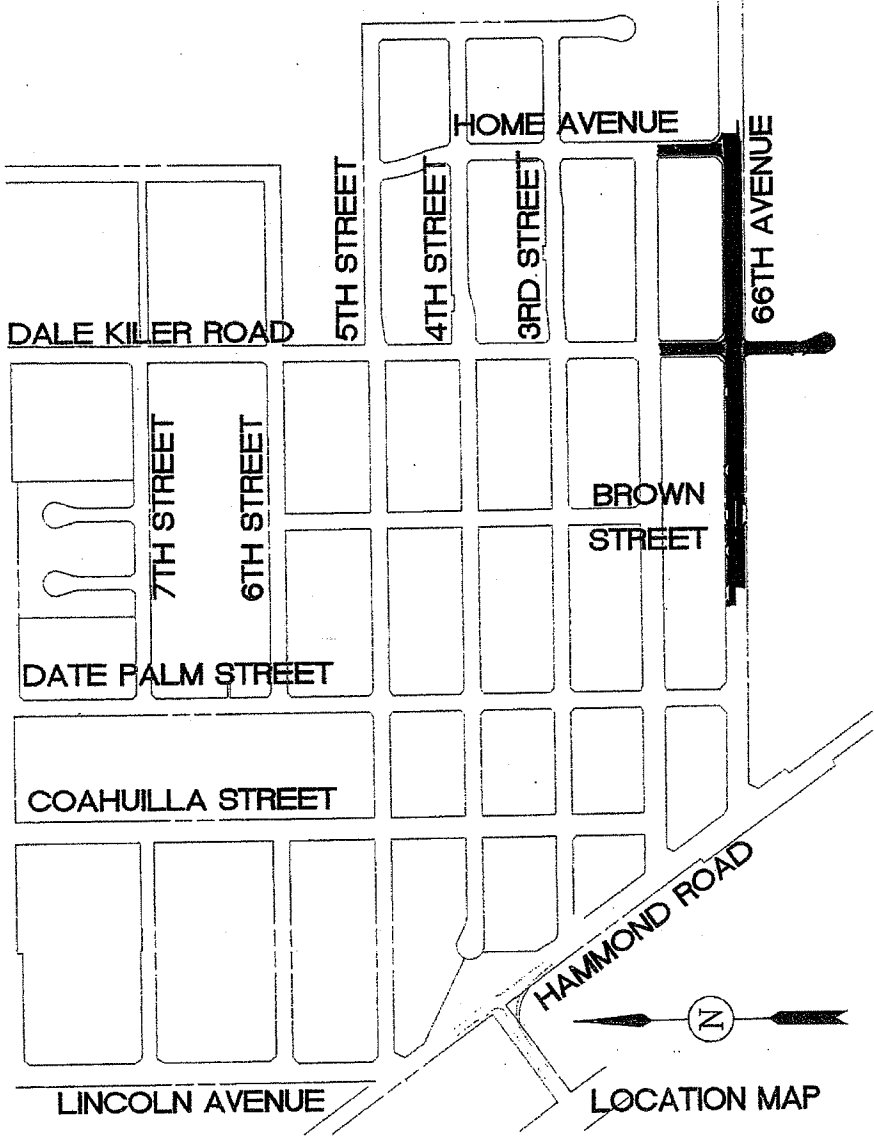 HOME AVENUE
66TH AVENUE
5TH STREET
4TH STREET
3RD. STREET
DALE KILER ROAD
7TH STREET
6TH STREET
BROWN
STREET
DATE PALM STREET
COAHUILLA STREET
HAMMOND ROAD
N
LINCOLN AVENUE
LOCATION MAP